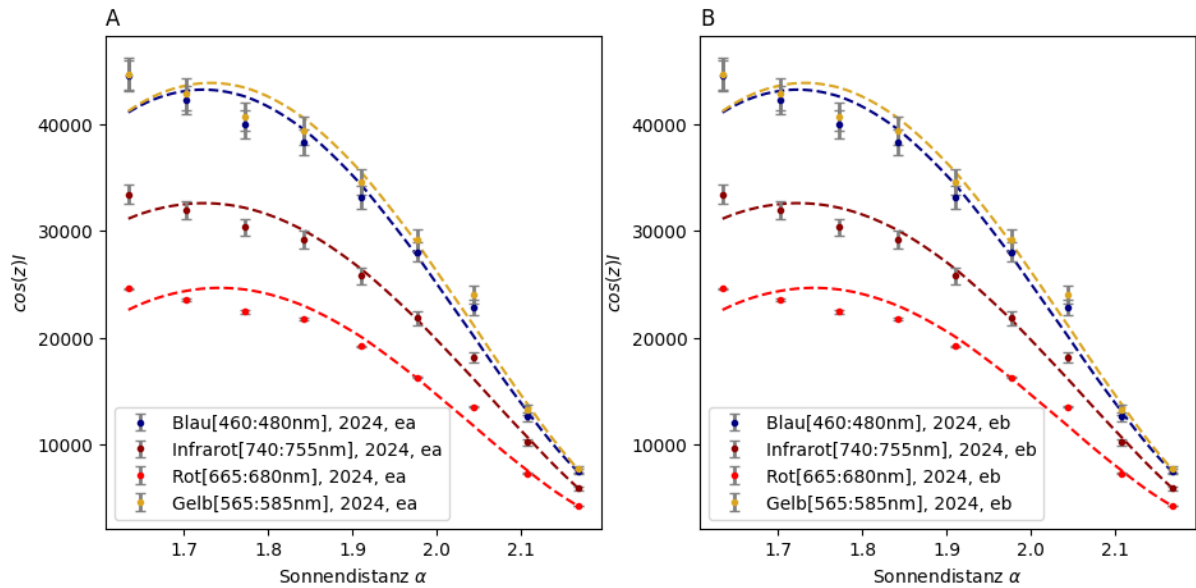 A
40000
30000
20000
10000
cos(z)I
Blau[460:480nm], 2024, ea
Infrarot[740:755nm], 2024, ea
Rot[665:680nm], 2024, ea
Gelb[565:585nm], 2024, ea
1.7 1.8 1.9 2.0 2.1
Sonnendistanz α
B
40000
30000
20000
10000
cos(z)I
Blau[460:480nm], 2024, eb
Infrarot[740:755nm], 2024, eb
Rot[665:680nm], 2024, eb
Gelb[565:585nm], 2024, eb
1.7 1.8 1.9 2.0 2.1
Sonnendistanz α